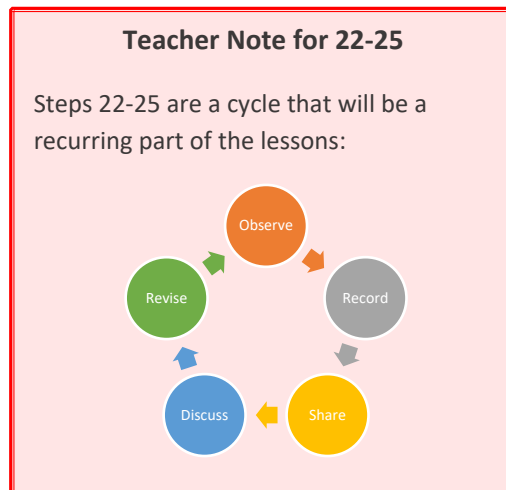 Teacher Note for 22-25
Steps 22-25 are a cycle that will be a
recurring part of the lessons:
Observe
Record
Share
Discuss
Revise